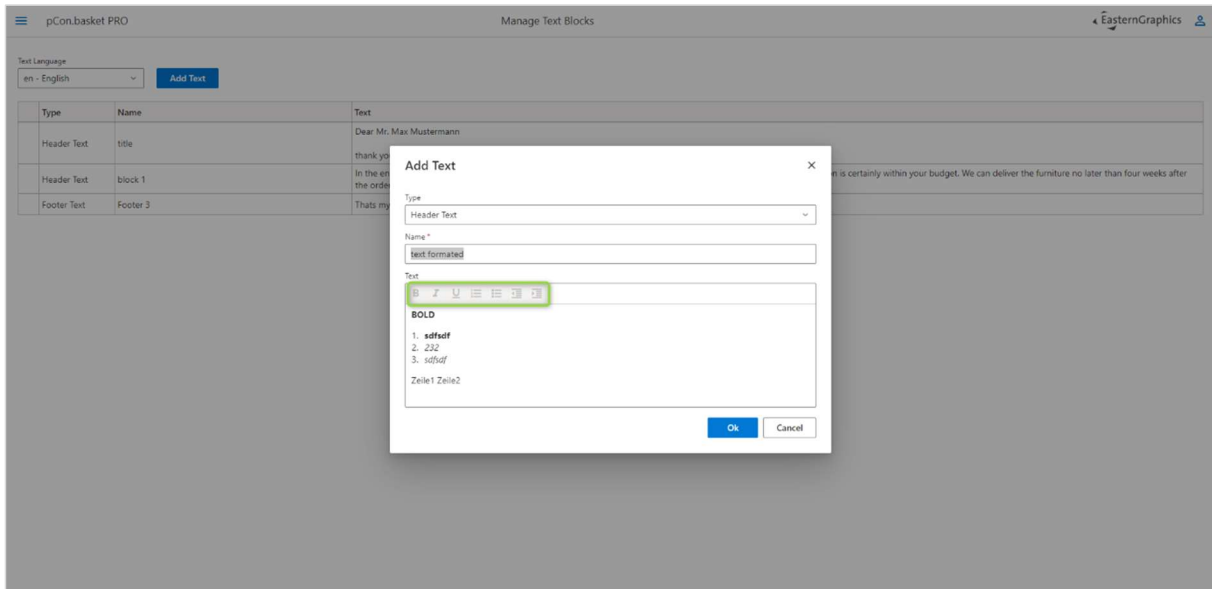 pCon.basket PRO
Manage Text Blocks
EasternGraphics
Text Language
en - English
Add Text
Type Name Text
Header Text title Dear Mr. Max Mustermann
thank yo
Header Text block 1 In the en
the orde
n is certainly within your budget. We can deliver the furniture no later than four weeks after
Footer Text Footer 3 Thats my
Add Text
Type
Header Text
Name *
text formated
Text
B I U
BOLD
1. sdfsdf
2. 232
3. sdfsdf
Zeile1 Zeile2
Ok Cancel